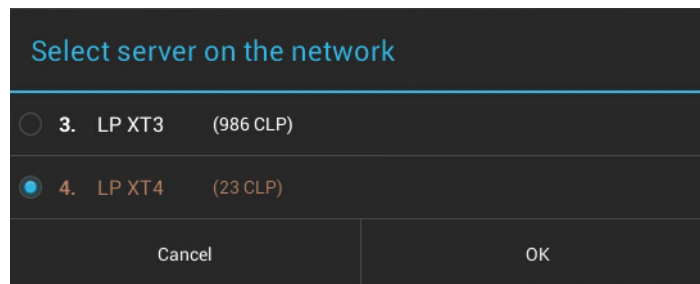 Select server on the network
3. LP XT3 (986 CLP)
4. LP XT4 (23 CLP)
Cancel OK